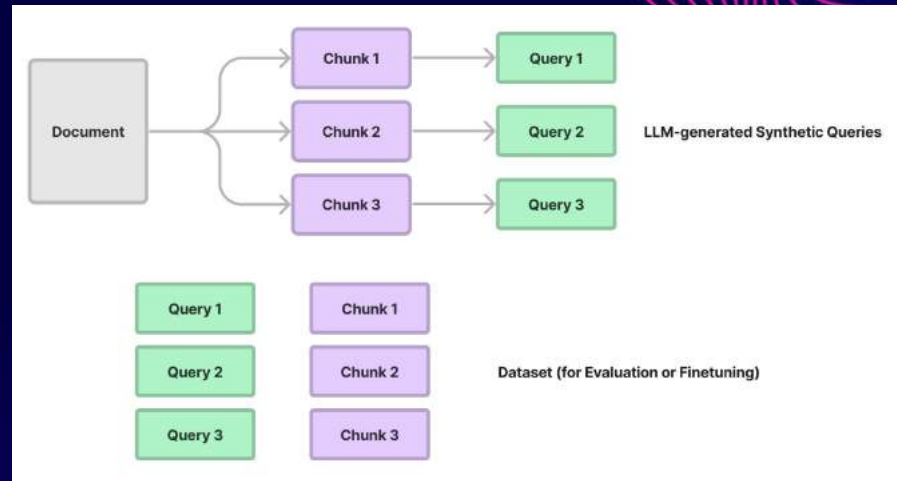 Chunk 1
Query 1
Document
Chunk 2
Query 2
LLM-generated Synthetic Queries
Chunk 3
Query 3
Query 1
Chunk 1
Query 2
Chunk 2
Dataset (for Evaluation or Finetuning)
Query 3
Chunk 3